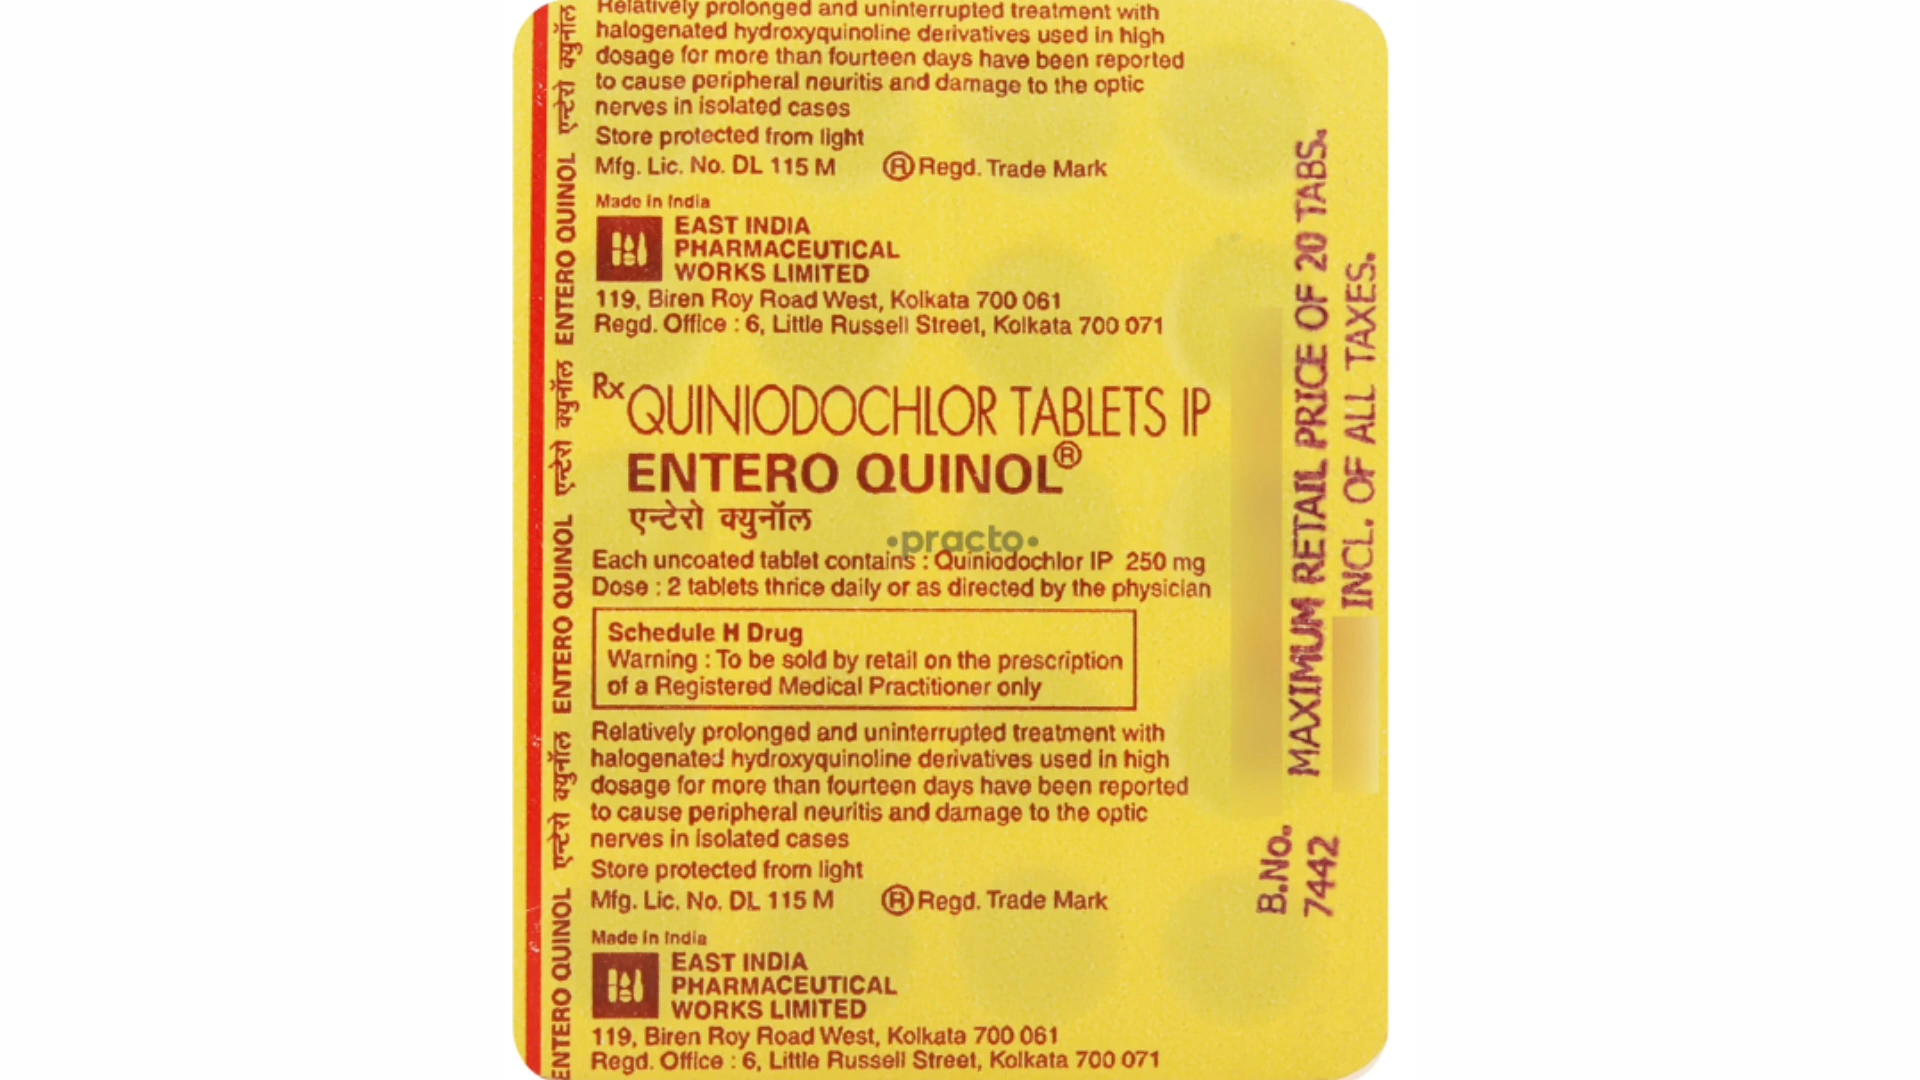 Relatively prolonged and uninterrupted treatment with
halogenated hydroxyquinoline derivatives used in high
dosage for more than fourteen days have been reported
to cause peripheral neuritis and damage to the optic
nerves in isolated cases
Store protected from light
Mfg. Lic. No. DL 115 M ® Regd. Trade Mark
Made in India
EAST INDIA
PHARMACEUTICAL
WORKS LIMITED
119, Biren Roy Road West, Kolkata 700 061
Regd. Office : 6, Little Russell Street, Kolkata 700 071
Rx QUINIODOCHLOR TABLETS IP
ENTERO QUINOL®
एन्टेरो क्युनॉल
•practo•
Each uncoated tablet contains : Quiniodochlor IP 250 mg
Dose : 2 tablets thrice daily or as directed by the physician
Schedule H Drug
Warning : To be sold by retail on the prescription
of a Registered Medical Practitioner only
Relatively prolonged and uninterrupted treatment with
halogenated hydroxyquinoline derivatives used in high
dosage for more than fourteen days have been reported
to cause peripheral neuritis and damage to the optic
nerves in isolated cases
Store protected from light
Mfg. Lic. No. DL 115 M ® Regd. Trade Mark
Made in India
EAST INDIA
PHARMACEUTICAL
WORKS LIMITED
119, Biren Roy Road West, Kolkata 700 061
Regd. Office : 6, Little Russell Street, Kolkata 700 071
ENTERO QUINOL एन्टेरो क्युनॉल ENTERO QUINOL एन्टेरो क्युनॉल ENTERO QUINOL एन्टेरो क्युनॉल
B.No.
7442
MAXIMUM RETAIL PRICE OF 20 TABS.
INCL. OF ALL TAXES.